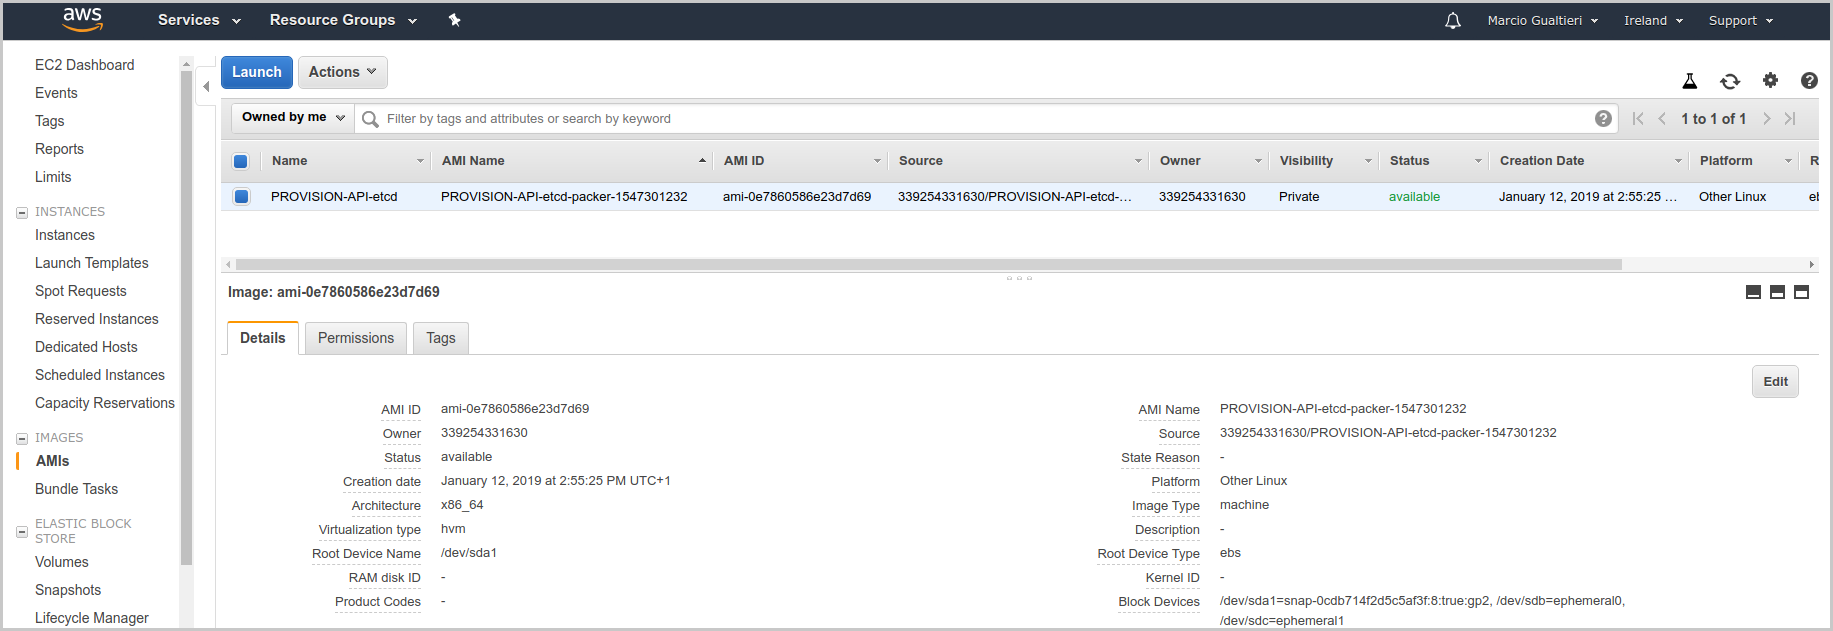 aws Services Resource Groups Marcio Gualtieri Ireland Support
EC2 Dashboard
Events
Tags
Reports
Limits
INSTANCES
Instances
Launch Templates
Spot Requests
Reserved Instances
Dedicated Hosts
Scheduled Instances
Capacity Reservations
IMAGES
AMIs
Bundle Tasks
ELASTIC BLOCK
STORE
Volumes
Snapshots
Lifecycle Manager
Launch Actions
Owned by me Filter by tags and attributes or search by keyword 1 to 1 of 1
Name AMI Name AMI ID Source Owner Visibility Status Creation Date Platform R
PROVISION-API-etcd PROVISION-API-etcd-packer-1547301232 ami-0e7860586e23d7d69 339254331630/PROVISION-API-etcd-... 339254331630 Private available January 12, 2019 at 2:55:25 ... Other Linux eb
Image: ami-0e7860586e23d7d69
Details Permissions Tags
Edit
AMI ID ami-0e7860586e23d7d69 AMI Name PROVISION-API-etcd-packer-1547301232
Owner 339254331630 Source 339254331630/PROVISION-API-etcd-packer-1547301232
Status available State Reason -
Creation date January 12, 2019 at 2:55:25 PM UTC+1 Platform Other Linux
Architecture x86_64 Image Type machine
Virtualization type hvm Description -
Root Device Name /dev/sda1 Root Device Type ebs
RAM disk ID - Kernel ID -
Product Codes - Block Devices /dev/sda1=snap-0cdb714f2d5c5af3f:8:true:gp2, /dev/sdb=ephemeral0,
/dev/sdc=ephemeral1